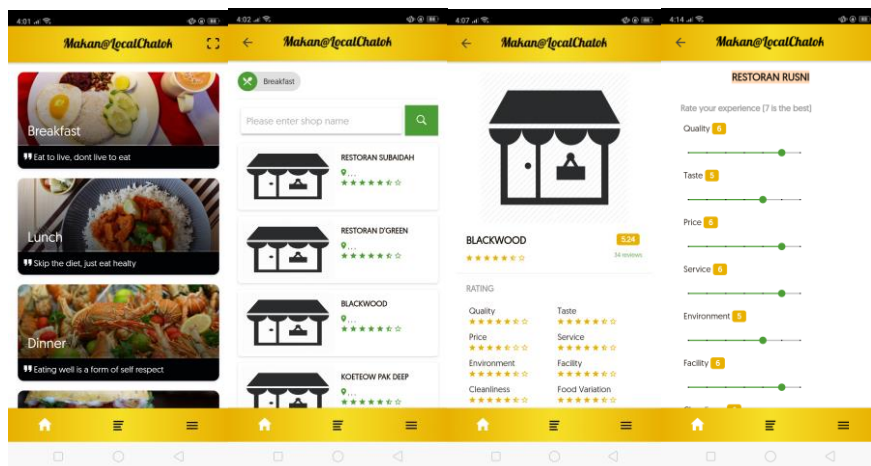 4:01
Makan@LocalChatok
Breakfast
Eat to live, dont live to eat
Lunch
Skip the diet, just eat healty
Dinner
Eating well is a form of self respect
4:02
Makan@LocalChatok
Breakfast
Please enter shop name
RESTORAN SUBAIDAH
...
RESTORAN D'GREEN
...
BLACKWOOD
...
KOETEOW PAK DEEP
...
4:07
Makan@LocalChatok
BLACKWOOD
5.24
34 reviews
RATING
Quality Taste
Price Service
Environment Facility
Cleanliness Food Variation
4:14
Makan@LocalChatok
RESTORAN RUSNI
Rate your experience (7 is the best)
Quality 6
Taste 5
Price 6
Service 6
Environment 5
Facility 6